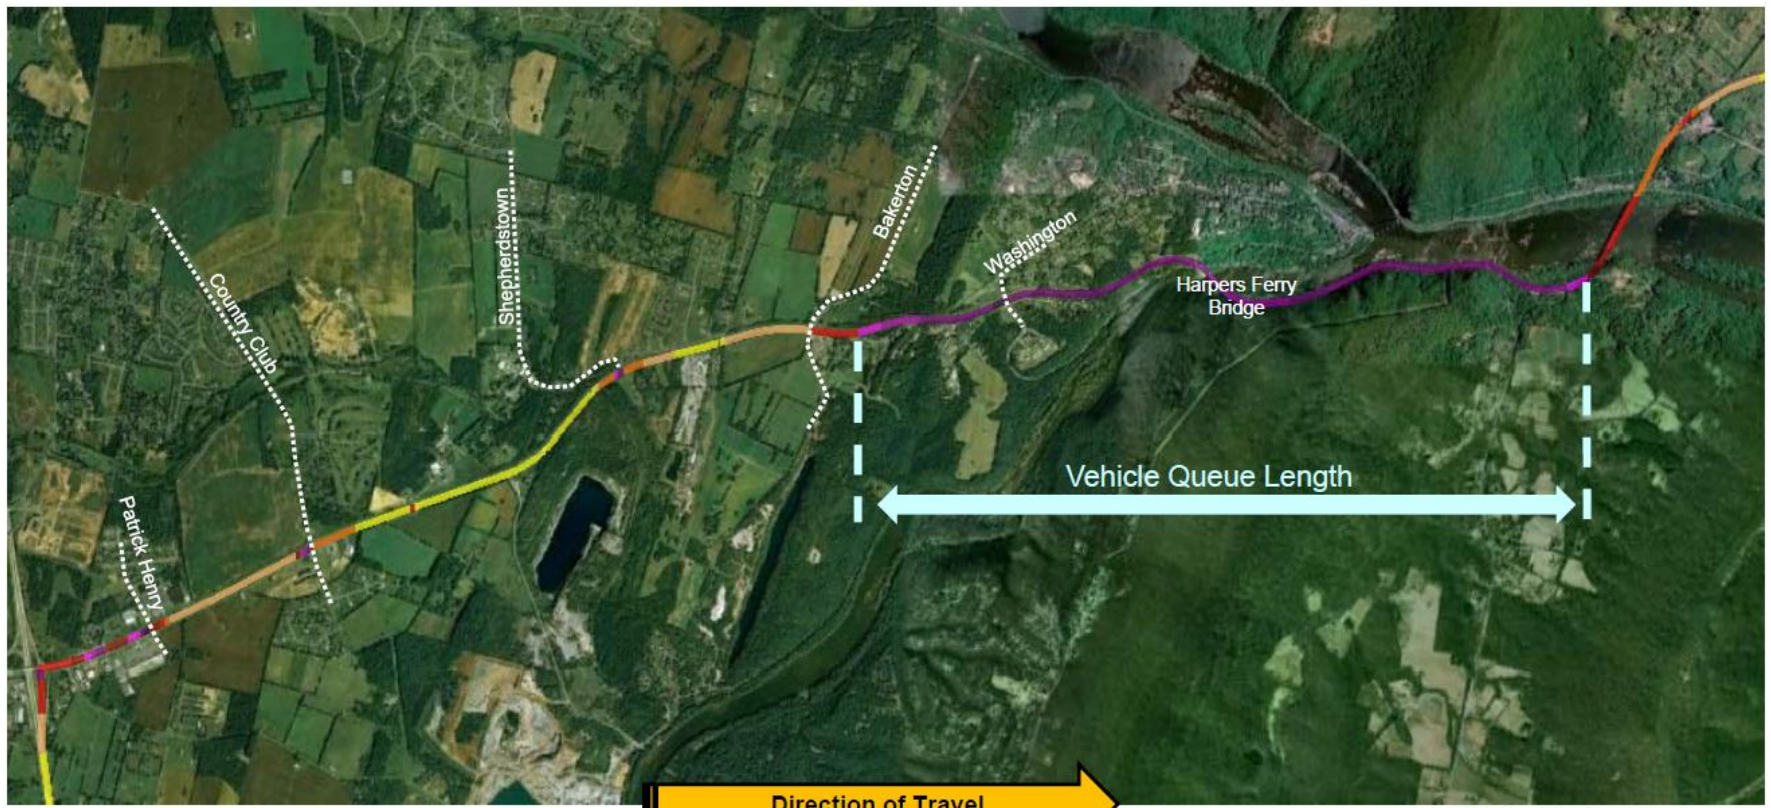 Bakerton
Shepherdstown
Washington
Country Club
Harpers Ferry
Bridge
Vehicle Queue Length
Patrick Henry
Direction of Travel